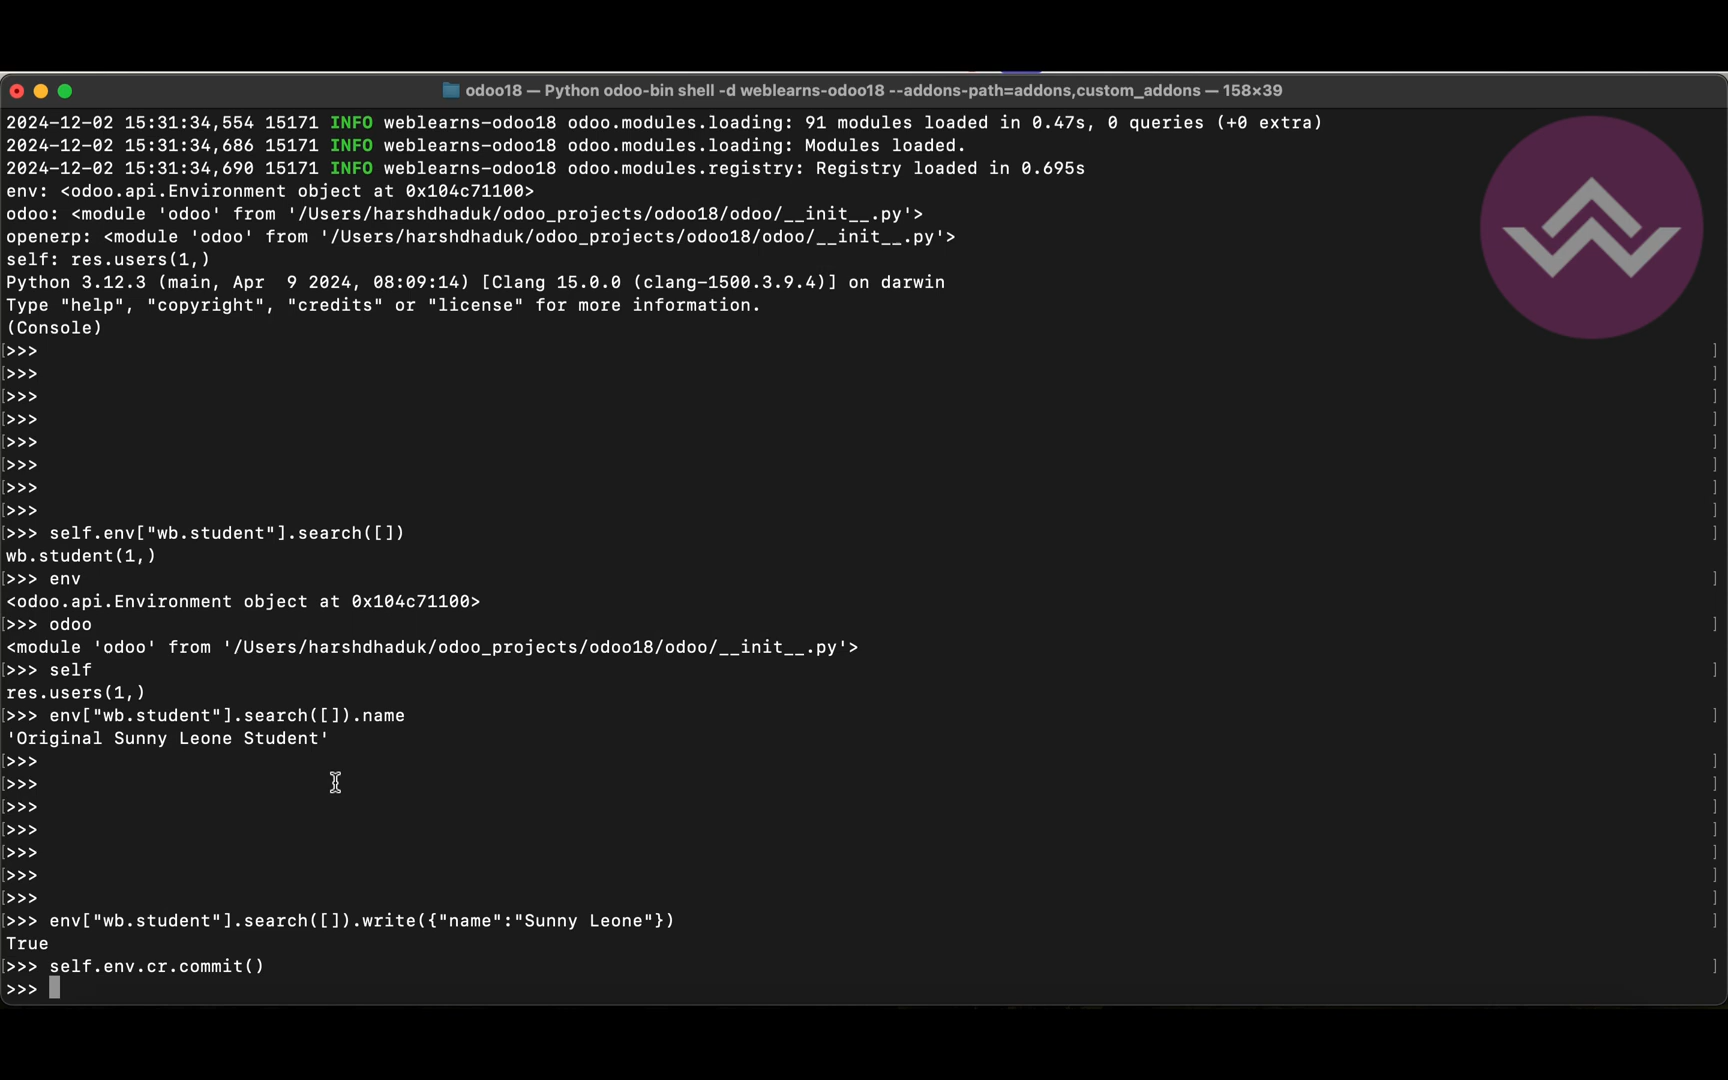 odoo18 — Python odoo-bin shell -d weblearns-odoo18 --addons-path=addons,custom_addons — 158×39
2024-12-02 15:31:34,554 15171 INFO weblearns-odoo18 odoo.modules.loading: 91 modules loaded in 0.47s, 0 queries (+0 extra)
2024-12-02 15:31:34,686 15171 INFO weblearns-odoo18 odoo.modules.loading: Modules loaded.
2024-12-02 15:31:34,690 15171 INFO weblearns-odoo18 odoo.modules.registry: Registry loaded in 0.695s
env: <odoo.api.Environment object at 0x104c71100>
odoo: <module 'odoo' from '/Users/harshdhaduk/odoo_projects/odoo18/odoo/__init__.py'>
openerp: <module 'odoo' from '/Users/harshdhaduk/odoo_projects/odoo18/odoo/__init__.py'>
self: res.users(1,)
Python 3.12.3 (main, Apr  9 2024, 08:09:14) [Clang 15.0.0 (clang-1500.3.9.4)] on darwin
Type "help", "copyright", "credits" or "license" for more information.
(Console)
[>>> ]
[>>> ]
[>>> ]
[>>> ]
[>>> ]
[>>> ]
[>>> ]
[>>> ]
[>>> self.env["wb.student"].search([]) ]
wb.student(1,)
[>>> env ]
<odoo.api.Environment object at 0x104c71100>
[>>> odoo ]
<module 'odoo' from '/Users/harshdhaduk/odoo_projects/odoo18/odoo/__init__.py'>
[>>> self ]
res.users(1,)
[>>> env["wb.student"].search([]).name ]
'Original Sunny Leone Student'
[>>> ]
[>>> ]
[>>> ]
[>>> ]
[>>> ]
[>>> ]
[>>> ]
[>>> env["wb.student"].search([]).write({"name":"Sunny Leone"}) ]
True
[>>> self.env.cr.commit() ]
>>>